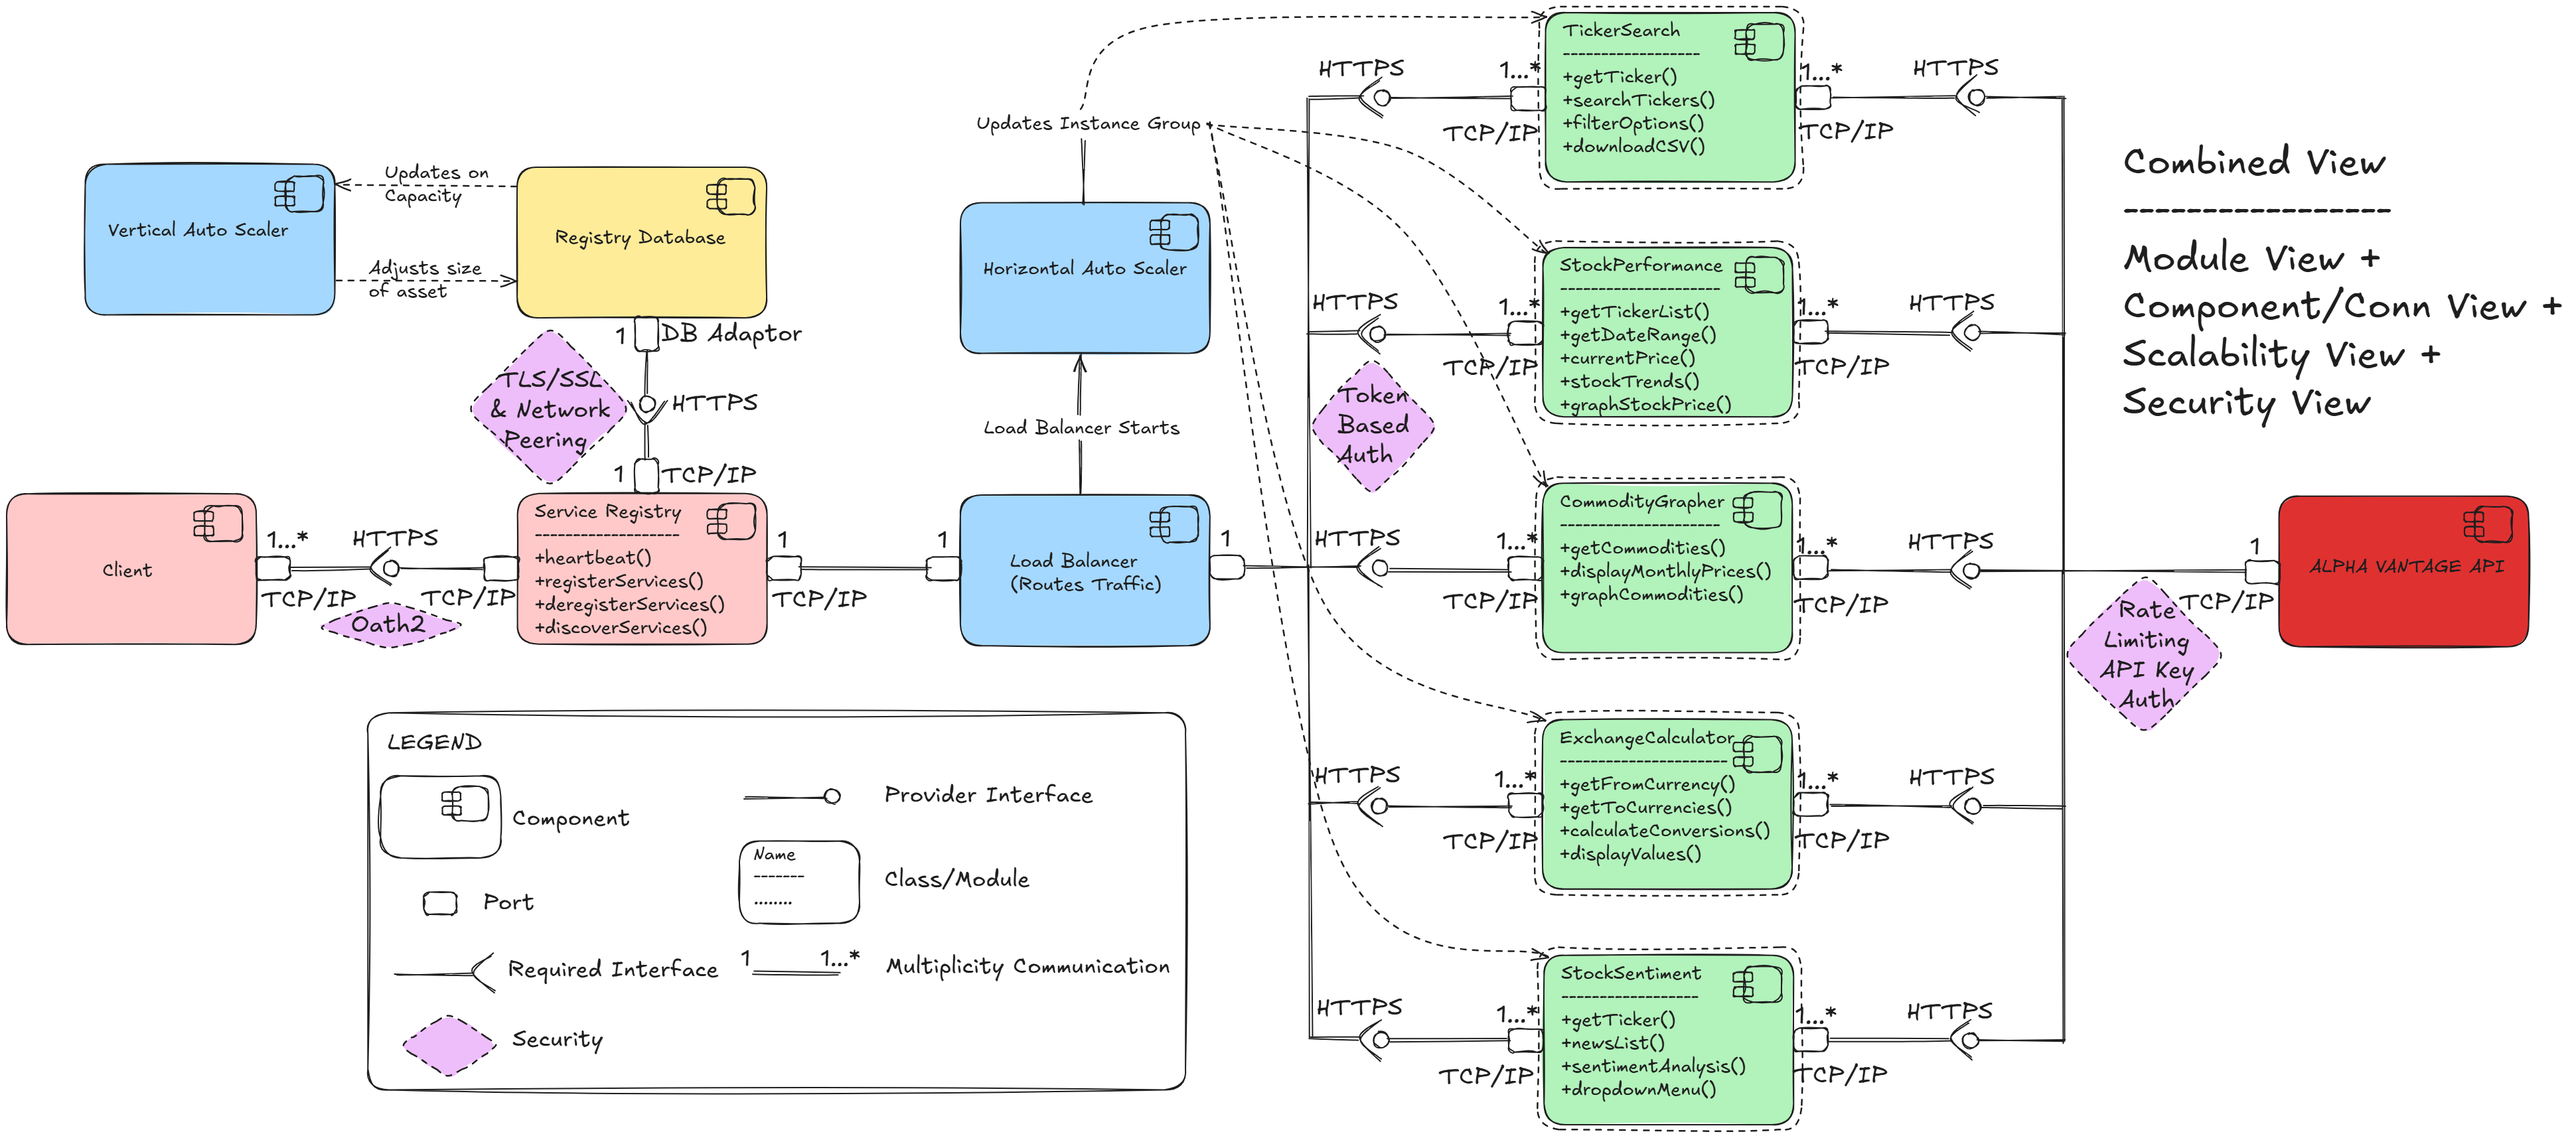 Vertical Auto Scaler
Updates on
Capacity
Adjusts size
of asset
Registry Database
1
DB Adaptor
TLS/SSL
& Network
Peering
HTTPS
1
TCP/IP
Client
1...*
HTTPS
TCP/IP
TCP/IP
Oath2
Service Registry
--------------------
+heartbeat()
+registerServices()
+deregisterServices()
+discoverServices()
1
TCP/IP
1
Load Balancer
(Routes Traffic)
1
Load Balancer Starts
Horizontal Auto Scaler
Updates Instance Group
HTTPS
1...*
TCP/IP
TickerSearch
-------------------
+getTicker()
+searchTickers()
+filterOptions()
+downloadCSV()
1...*
TCP/IP
HTTPS
HTTPS
1...*
TCP/IP
StockPerformance
----------------------
+getTickerList()
+getDateRange()
+currentPrice()
+stockTrends()
+graphStockPrice()
1...*
TCP/IP
HTTPS
Token
Based
Auth
HTTPS
1...*
TCP/IP
CommodityGrapher
----------------------
+getCommodities()
+displayMonthlyPrices()
+graphCommodities()
1...*
TCP/IP
HTTPS
HTTPS
1...*
TCP/IP
ExchangeCalculator
-----------------------
+getFromCurrency()
+getToCurrencies()
+calculateConversions()
+displayValues()
1...*
TCP/IP
HTTPS
HTTPS
1...*
TCP/IP
StockSentiment
-------------------
+getTicker()
+newsList()
+sentimentAnalysis()
+dropdownMenu()
1...*
TCP/IP
HTTPS
Combined View
-----------------
Module View +
Component/Conn View +
Scalability View +
Security View
1
TCP/IP
ALPHA VANTAGE API
Rate
Limiting
API Key
Auth
LEGEND
Component
Port
Required Interface
Security
Provider Interface
Name
-------
........
Class/Module
1 1...*
Multiplicity Communication